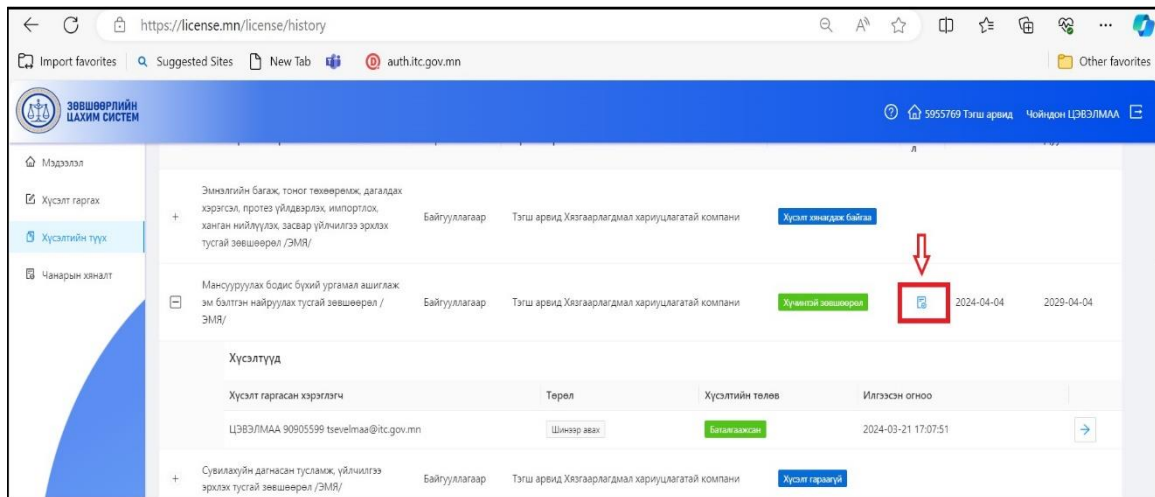 https://license.mn/license/history
Import favorites
Suggested Sites
New Tab
auth.itc.gov.mn
Other favorites
ЗӨВШӨӨРЛИЙН
ЦАХИМ СИСТЕМ
5955769 Тэгш арвид
Чойндон ЦЭВЭЛМАА
Мэдээлэл
Хүсэлт гаргах
Хүсэлтийн түүх
Чанарын хяналт
л
Эмнэлгийн багаж, тоног төхөөрөмж, дагалдах
хэрэгсэл, протез үйлдвэрлэх, импортлох,
ханган нийлүүлэх, засвар үйлчилгээ эрхлэх
тусгай зөвшөөрөл /ЭМЯ/
Байгууллагаар
Тэгш арвид Хязгаарлагдмал хариуцлагатай компани
Хүсэлт хянагдаж байгаа
Мансууруулах бодис бүхий ургамал ашиглаж
эм бэлтгэн найруулах тусгай зөвшөөрөл /
ЭМЯ/
Байгууллагаар
Тэгш арвид Хязгаарлагдмал хариуцлагатай компани
Хүчинтэй зөвшөөрөл
2024-04-04
2029-04-04
Хүсэлтүүд
Хүсэлт гаргасан хэрэглэгч
Төрөл
Хүсэлтийн төлөв
Илгээсэн огноо
ЦЭВЭЛМАА 90905599 tsevelmaa@itc.gov.mn
Шинээр авах
Баталгаажсан
2024-03-21 17:07:51
Сувилахуйн дагнасан тусламж, үйлчилгээ
эрхлэх тусгай зөвшөөрөл /ЭМЯ/
Байгууллагаар
Тэгш арвид Хязгаарлагдмал хариуцлагатай компани
Хүсэлт гараагүй